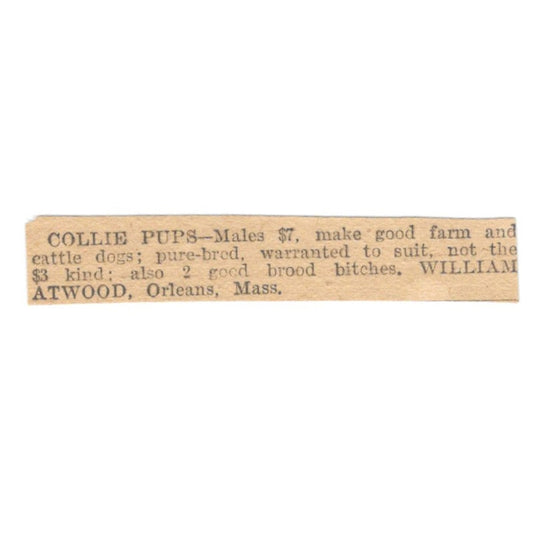 COLLIE PUPS—Males $7, make good farm and
cattle dogs; pure-bred, warranted to suit, not the
$3 kind; also 2 good brood bitches. WILLIAM
ATWOOD, Orleans, Mass.